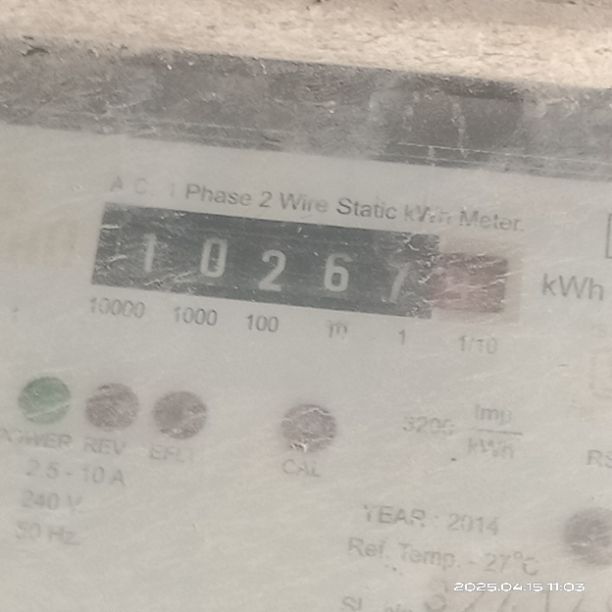 A.C. 1 Phase 2 Wire Static kWh Meter.
1 0 2 6 kWh
10000 1000 100 10 1 1/10
Imp
3200 kWh
POWER REV EFLT CAL
2.5 - 10 A
240 V
50 Hz
YEAR : 2014
Ref. Temp. - 27°C
2025.04.15 11:03